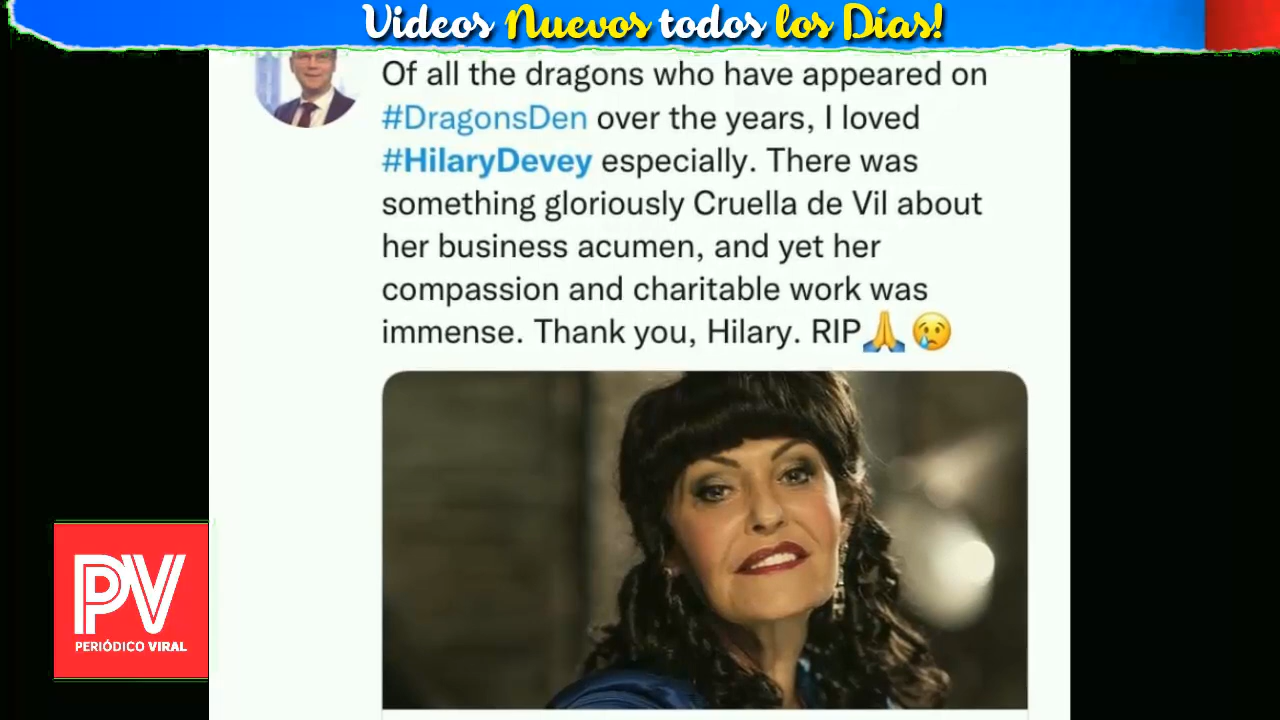 Videos Nuevos todos los Días!
Of all the dragons who have appeared on
#DragonsDen over the years, I loved
#HilaryDevey especially. There was
something gloriously Cruella de Vil about
her business acumen, and yet her
compassion and charitable work was
immense. Thank you, Hilary. RIP🙏😢
PV
PERIÓDICO VIRAL